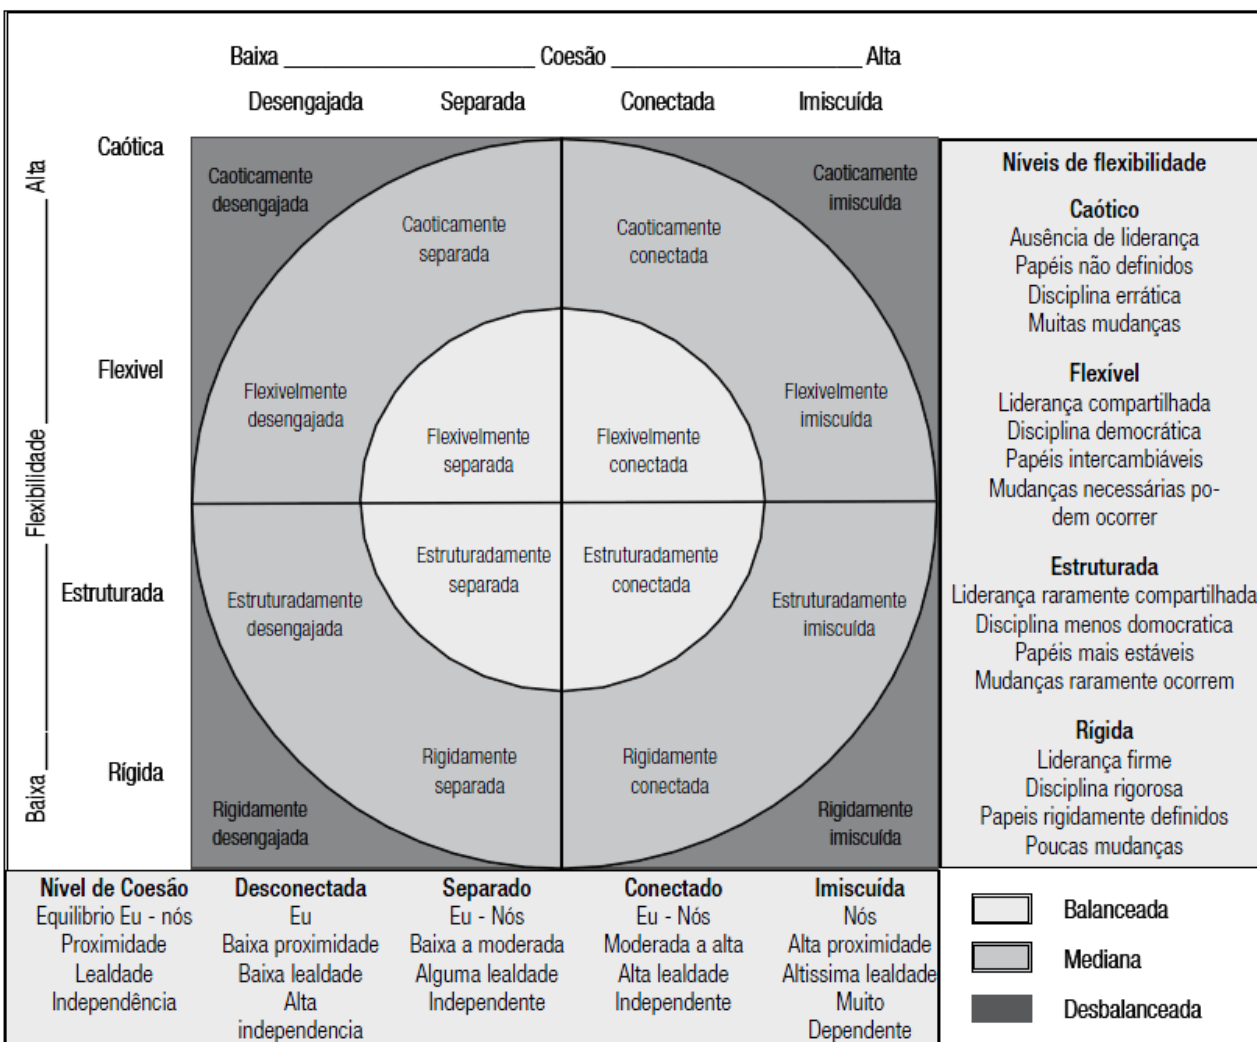 Baixa ____________________ Coesão ____________________ Alta
Desengajada Separada Conectada Imiscuída
Alta
Flexibilidade
Baixa
Caótica
Flexivel
Estruturada
Rígida
Caoticamente
desengajada
Caoticamente
separada
Caoticamente
conectada
Caoticamente
imiscuída
Flexivelmente
desengajada
Flexivelmente
separada
Flexivelmente
conectada
Flexivelmente
imiscuída
Estruturadamente
desengajada
Estruturadamente
separada
Estruturadamente
conectada
Estruturadamente
imiscuída
Rigidamente
desengajada
Rigidamente
separada
Rigidamente
conectada
Rigidamente
imiscuída
Níveis de flexibilidade
Caótico
Ausência de liderança
Papéis não definidos
Disciplina errática
Muitas mudanças
Flexível
Liderança compartilhada
Disciplina democrática
Papéis intercambiáveis
Mudanças necessárias po-
dem ocorrer
Estruturada
Liderança raramente compartilhada
Disciplina menos domocratica
Papéis mais estáveis
Mudanças raramente ocorrem
Rígida
Liderança firme
Disciplina rigorosa
Papeis rigidamente definidos
Poucas mudanças
Nível de Coesão
Equilibrio Eu - nós
Proximidade
Lealdade
Independência
Desconectada
Eu
Baixa proximidade
Baixa lealdade
Alta
independencia
Separado
Eu - Nós
Baixa a moderada
Alguma lealdade
Independente
Conectado
Eu - Nós
Moderada a alta
Alta lealdade
Independente
Imiscuída
Nós
Alta proximidade
Altissima lealdade
Muito
Dependente
Balanceada
Mediana
Desbalanceada